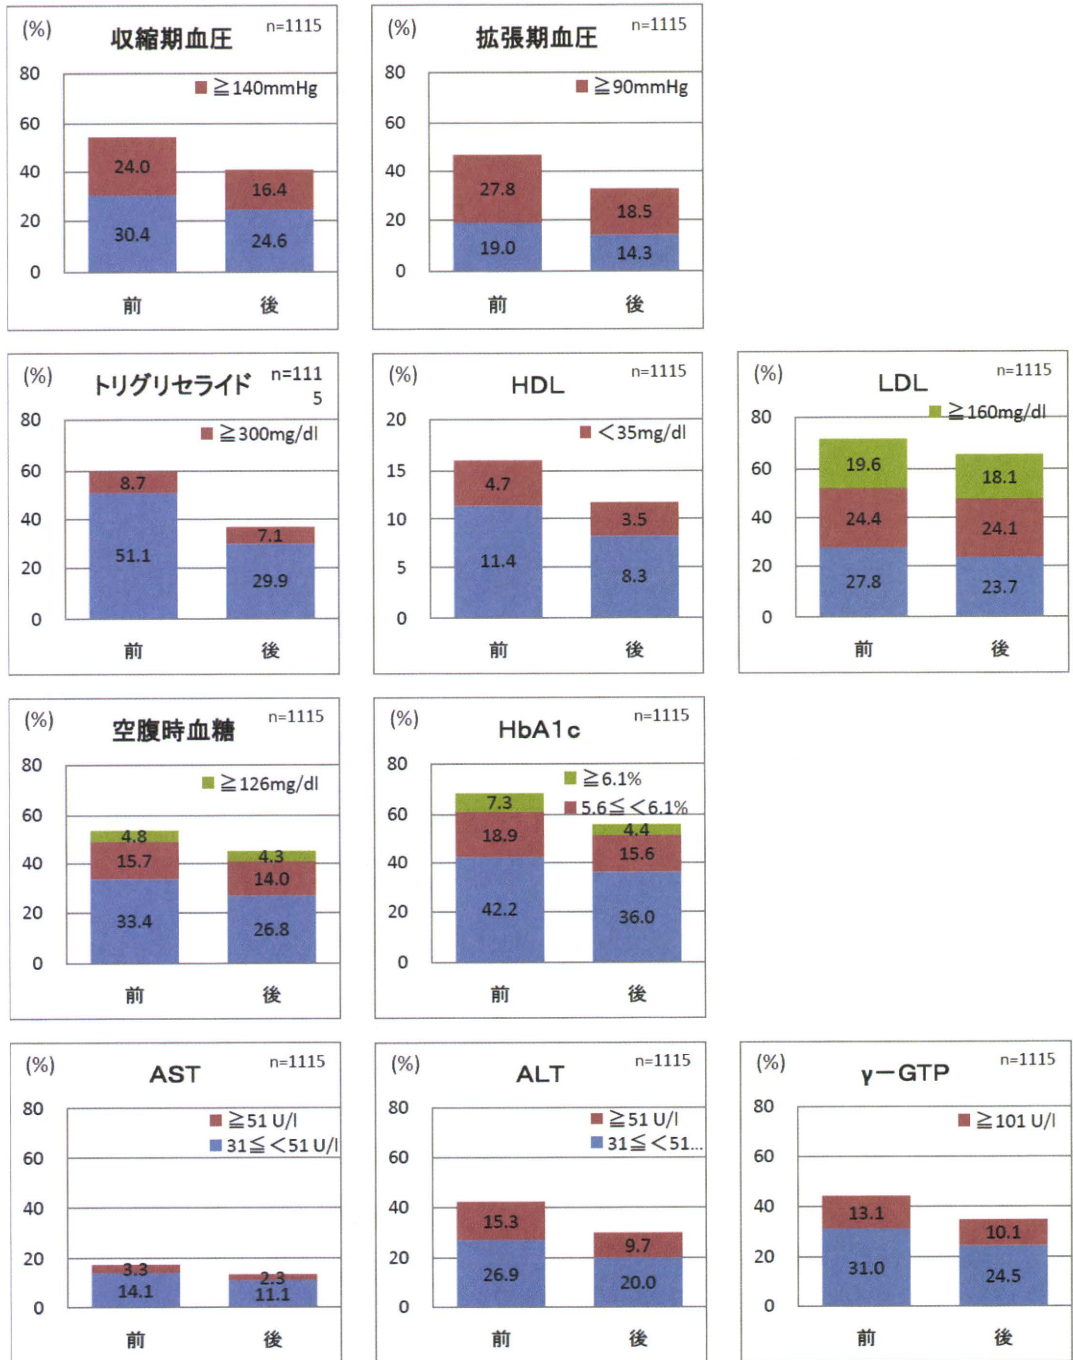 (%)
収縮期血圧
n=1115
≧140mmHg
80
60
40
20
0
24.0
30.4
16.4
24.6
前
後
(%)
拡張期血圧
n=1115
≧90mmHg
80
60
40
20
0
27.8
19.0
18.5
14.3
前
後
(%)
トリグリセライド
n=111
5
≧300mg/dl
80
60
40
20
0
8.7
51.1
7.1
29.9
前
後
(%)
HDL
n=1115
<35mg/dl
20
15
10
5
0
4.7
11.4
3.5
8.3
前
後
(%)
LDL
n=1115
≧160mg/dl
80
60
40
20
0
19.6
24.4
27.8
18.1
24.1
23.7
前
後
(%)
空腹時血糖
n=1115
≧126mg/dl
80
60
40
20
0
4.8
15.7
33.4
4.3
14.0
26.8
前
後
(%)
HbA1c
n=1115
≧6.1%
5.6≦<6.1%
80
60
40
20
0
7.3
18.9
42.2
4.4
15.6
36.0
前
後
(%)
AST
n=1115
≧51 U/l
31≦<51 U/l
80
60
40
20
0
3.3
14.1
2.3
11.1
前
後
(%)
ALT
n=1115
≧51 U/l
31≦<51...
80
60
40
20
0
15.3
26.9
9.7
20.0
前
後
(%)
γ－GTP
n=1115
≧101 U/l
80
60
40
20
0
13.1
31.0
10.1
24.5
前
後